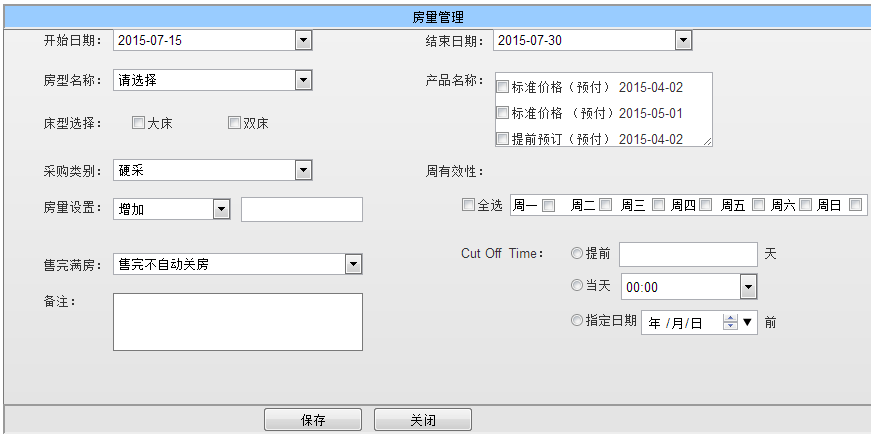 房量管理
开始日期： 2015-07-15 结束日期： 2015-07-30
房型名称： 请选择 产品名称：
标准价格（预付） 2015-04-02
标准价格 （预付） 2015-05-01
提前预订（预付） 2015-04-02
床型选择： 大床 双床
采购类别： 硬采 周有效性：
房量设置： 增加 全选 周一 周二 周三 周四 周五 周六 周日
售完满房： 售完不自动关房 Cut Off Time： 提前 天
备注： 当天 00:00
指定日期 年 /月/日 前
保存 关闭